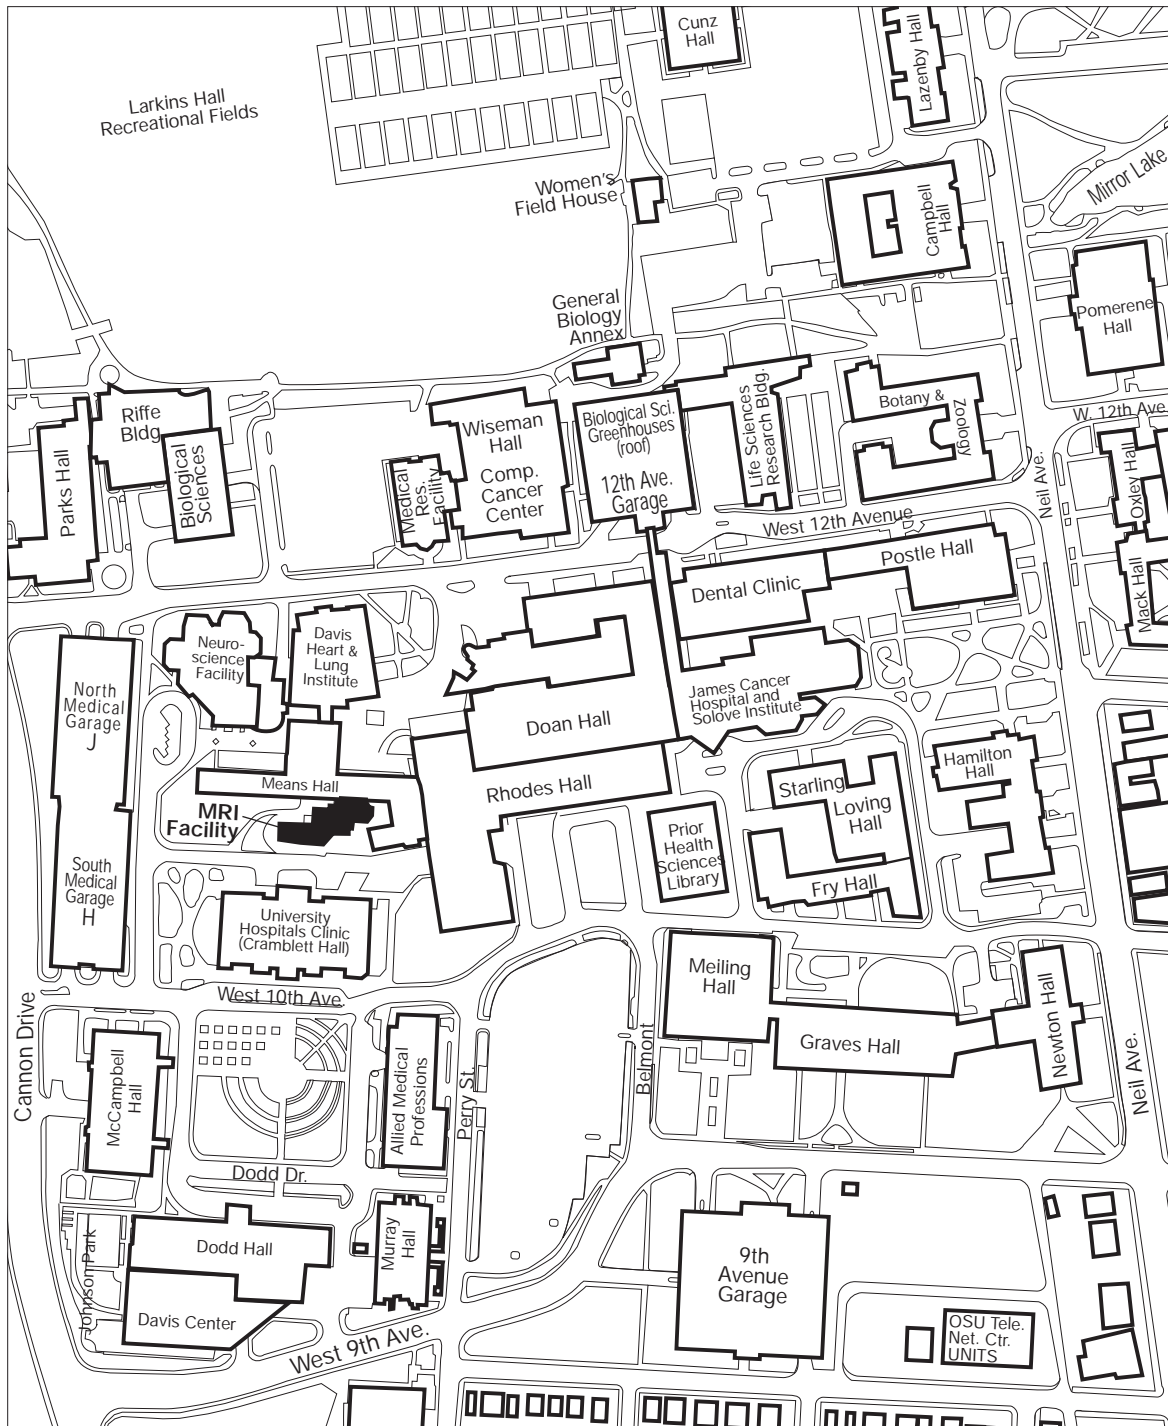 Cunz
Hall
Lazenby Hall
Larkins Hall
Recreational Fields
Mirror Lake
Women's
Field House
Campbell
Hall
General
Biology
Annex
Pomerene
Hall
Riffe
Bldg
Parks Hall
Biological
Sciences
Wiseman
Hall
Comp.
Cancer
Center
Medical
Res.
Facility
Biological Sci.
Greenhouses
(roof)
12th Ave.
Garage
Life Sciences
Research Bldg.
Botany &
Zoology
W. 12th Ave
Oxley Hall
Neil Ave.
West 12th Avenue
Mack Hall
Postle Hall
Dental Clinic
Neuro-
science
Facility
Davis
Heart &
Lung
Institute
North
Medical
Garage
J
James Cancer
Hospital and
Solove Institute
Doan Hall
Hamilton
Hall
Means Hall
Rhodes Hall
Starling
Loving
Hall
MRI
Facility
Prior
Health
Sciences
Library
South
Medical
Garage
H
Fry Hall
University
Hospitals Clinic
(Cramblett Hall)
Meiling
Hall
West 10th Ave.
Newton Hall
Graves Hall
Cannon Drive
McCampbell
Hall
Allied Medical
Professions
Perry St.
Belmont
Neil Ave.
Dodd Dr.
Johnson Park
Dodd Hall
Murray
Hall
9th
Avenue
Garage
Davis Center
West 9th Ave.
OSU Tele.
Net. Ctr.
UNITS